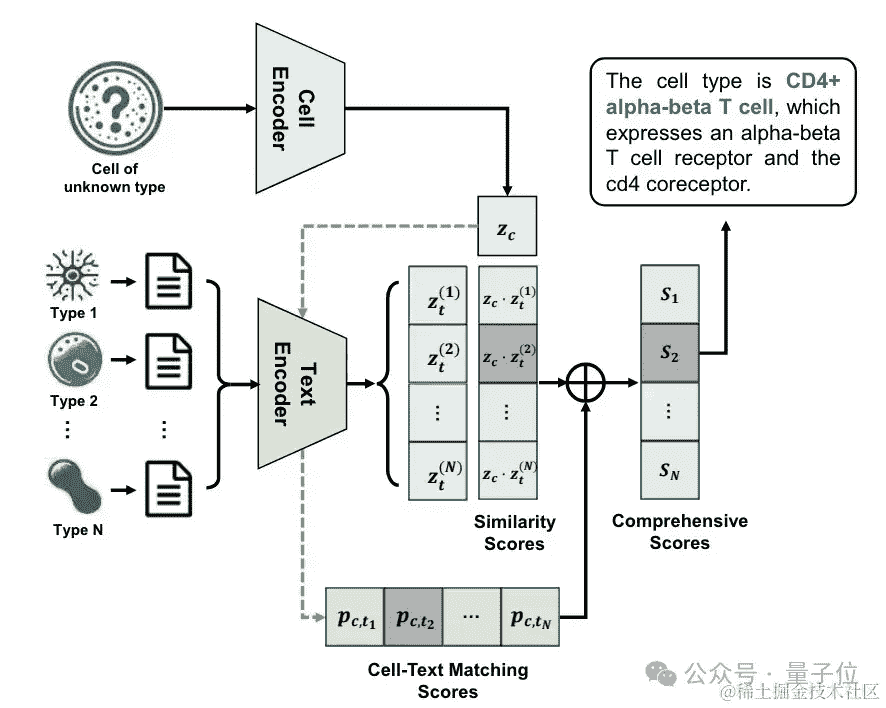 ?
Cell of
unknown type
Cell
Encoder
The cell type is CD4+
alpha-beta T cell, which
expresses an alpha-beta
T cell receptor and the
cd4 coreceptor.
z_c
Type 1
Type 2
⋮
Type N
⋮
Text
Encoder
z_t^(1)
z_t^(2)
⋮
z_t^(N)
z_c · z_t^(1)
z_c · z_t^(2)
⋮
z_c · z_t^(N)
Similarity
Scores
S_1
S_2
⋮
S_N
Comprehensive
Scores
p_c,t_1 p_c,t_2 ⋯ p_c,t_N
Cell-Text Matching
Scores
公众号 · 量子位
@稀土掘金技术社区